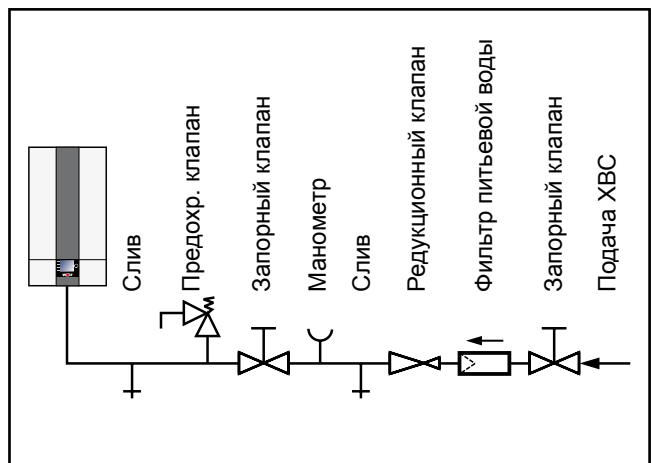 Слив
Предохр. клапан
Запорный клапан
Манометр
Слив
Редукционный клапан
Фильтр питьевой воды
Запорный клапан
Подача ХВС